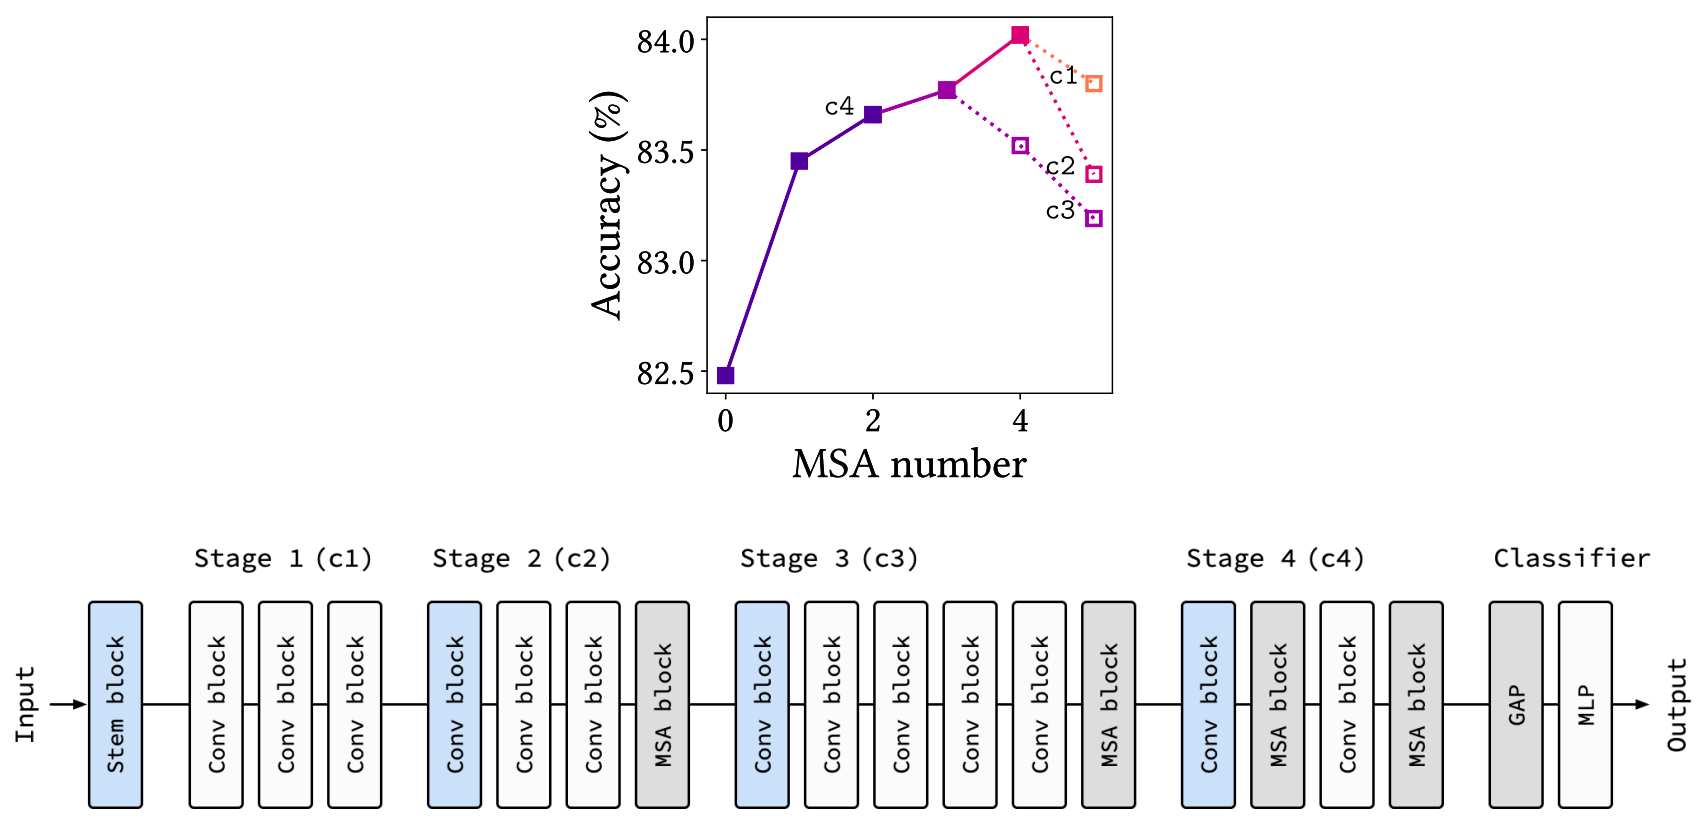 84.0
83.5
83.0
82.5
Accuracy (%)
c4
c1
c2
c3
0 2 4
MSA number
Stage 1 (c1) Stage 2 (c2) Stage 3 (c3) Stage 4 (c4) Classifier
Input
Stem block
Conv block
Conv block
Conv block
Conv block
Conv block
Conv block
MSA block
Conv block
Conv block
Conv block
Conv block
Conv block
MSA block
Conv block
MSA block
Conv block
MSA block
GAP
MLP
Output